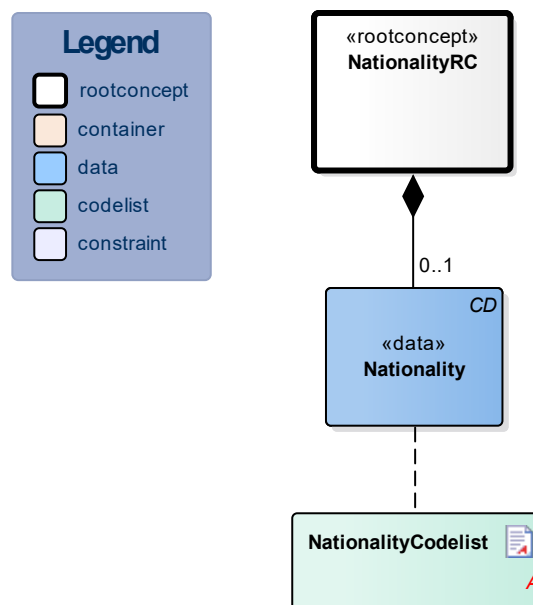 Legend
rootconcept
container
data
codelist
constraint
«rootconcept»
NationalityRC
0..1
CD
«data»
Nationality
NationalityCodelist